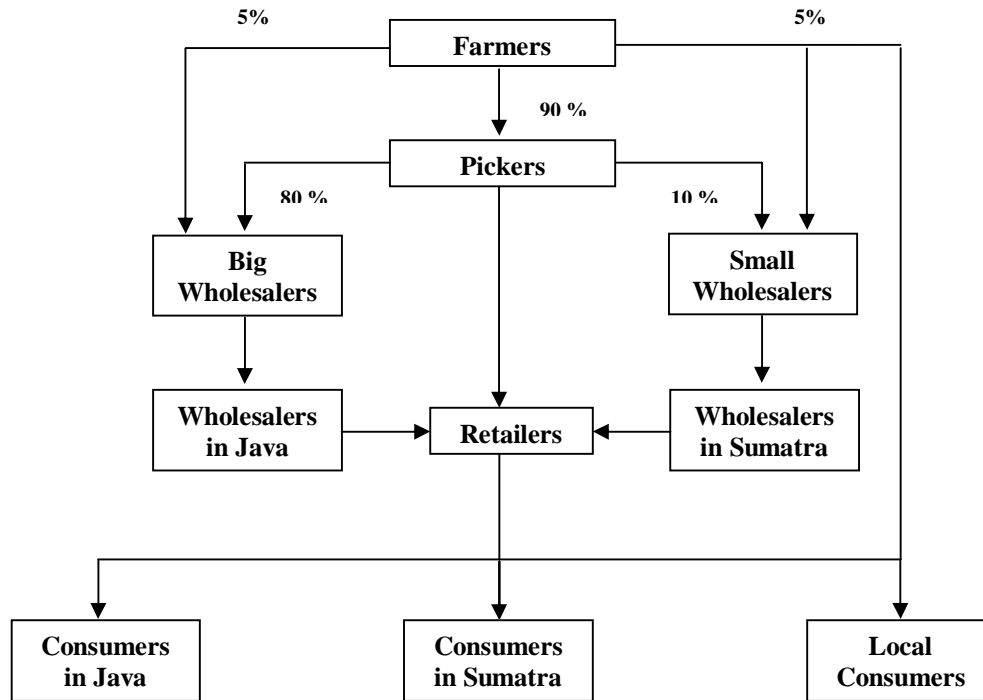 5%
5%
Farmers
90 %
Pickers
80 %
10 %
Big
Wholesalers
Small
Wholesalers
Wholesalers
in Java
Retailers
Wholesalers
in Sumatra
Consumers
in Java
Consumers
in Sumatra
Local
Consumers